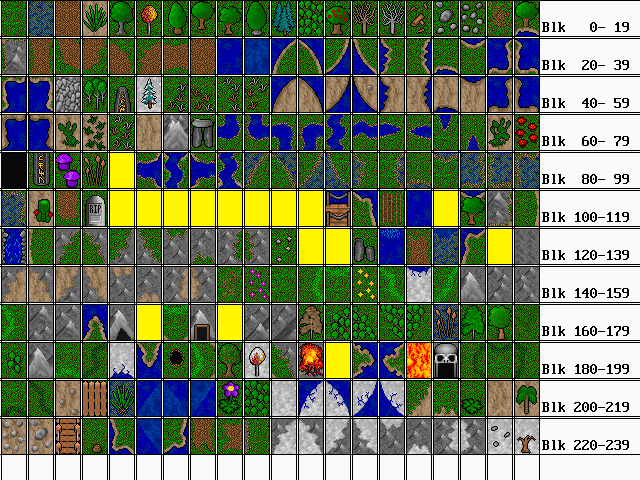 Blk 0- 19
Blk 20- 39
Blk 40- 59
Blk 60- 79
Blk 80- 99
RIP
Blk 100-119
Blk 120-139
Blk 140-159
Blk 160-179
Blk 180-199
Blk 200-219
Blk 220-239